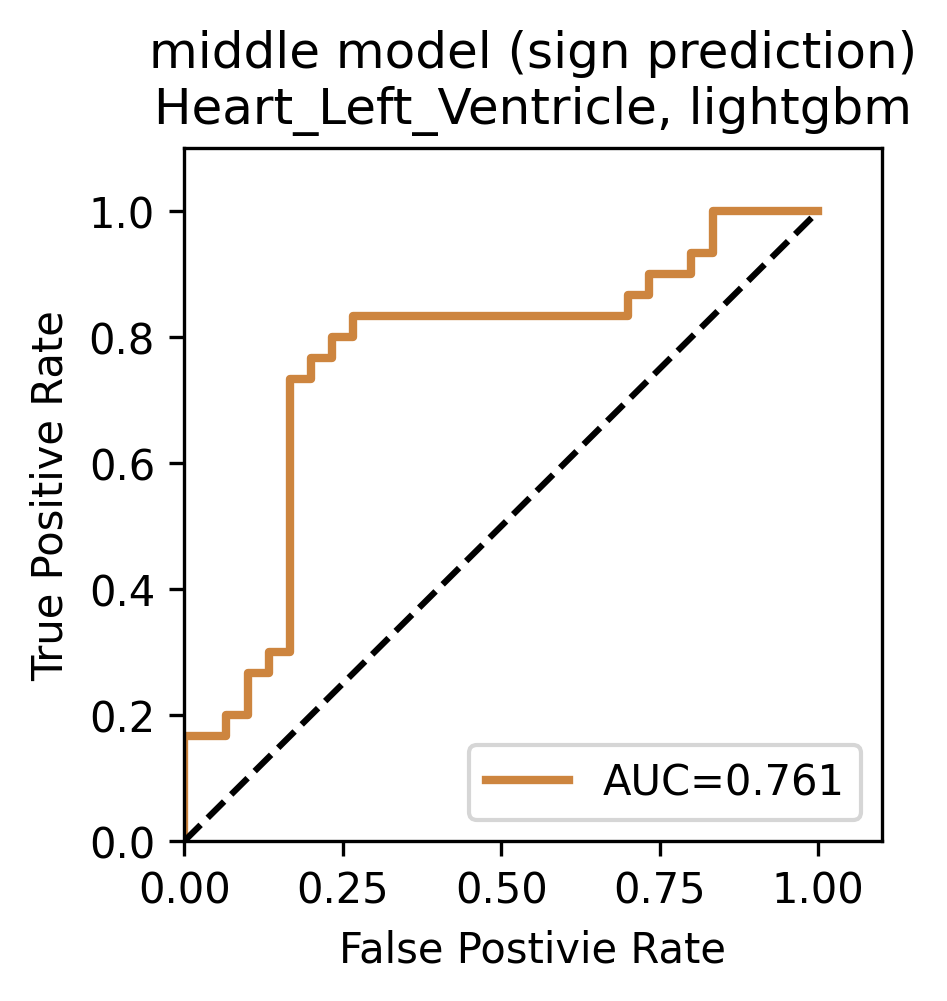 middle model (sign prediction)
Heart_Left_Ventricle, lightgbm
1.0
0.8
0.6
0.4
0.2
0.0
True Positive Rate
AUC=0.761
0.00 0.25 0.50 0.75 1.00
False Postivie Rate